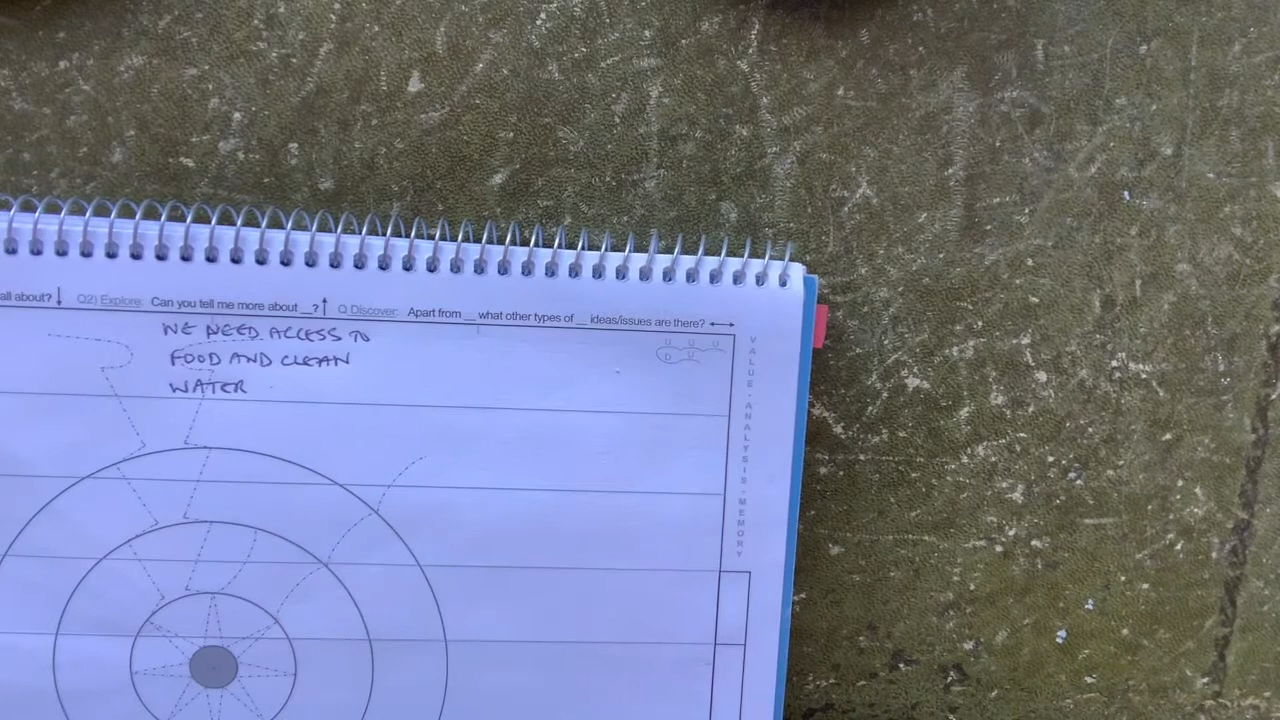 all about? ↓ Q2) Explore: Can you tell me more about __? ↑ Q Discover: Apart from __ what other types of __ ideas/issues are there? ↔
WE NEED ACCESS TO
FOOD AND CLEAN
WATER
U U U
D U
VALUE-ANALYSIS-MEMORY